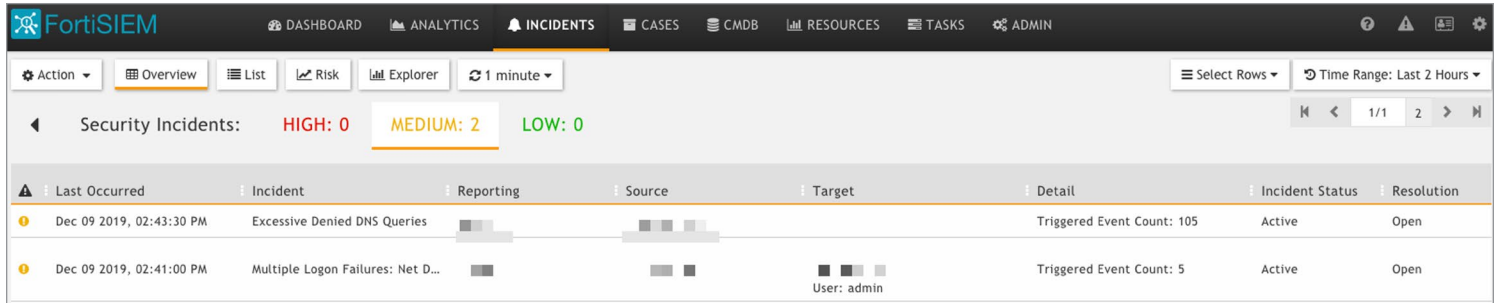 FortiSIEM DASHBOARD ANALYTICS INCIDENTS CASES CMDB RESOURCES TASKS ADMIN
Action Overview List Risk Explorer 1 minute Select Rows Time Range: Last 2 Hours
Security Incidents: HIGH: 0 MEDIUM: 2 LOW: 0 1/1 2
Last Occurred Incident Reporting Source Target Detail Incident Status Resolution
Dec 09 2019, 02:43:30 PM Excessive Denied DNS Queries Triggered Event Count: 105 Active Open
Dec 09 2019, 02:41:00 PM Multiple Logon Failures: Net D... Triggered Event Count: 5 Active Open
User: admin